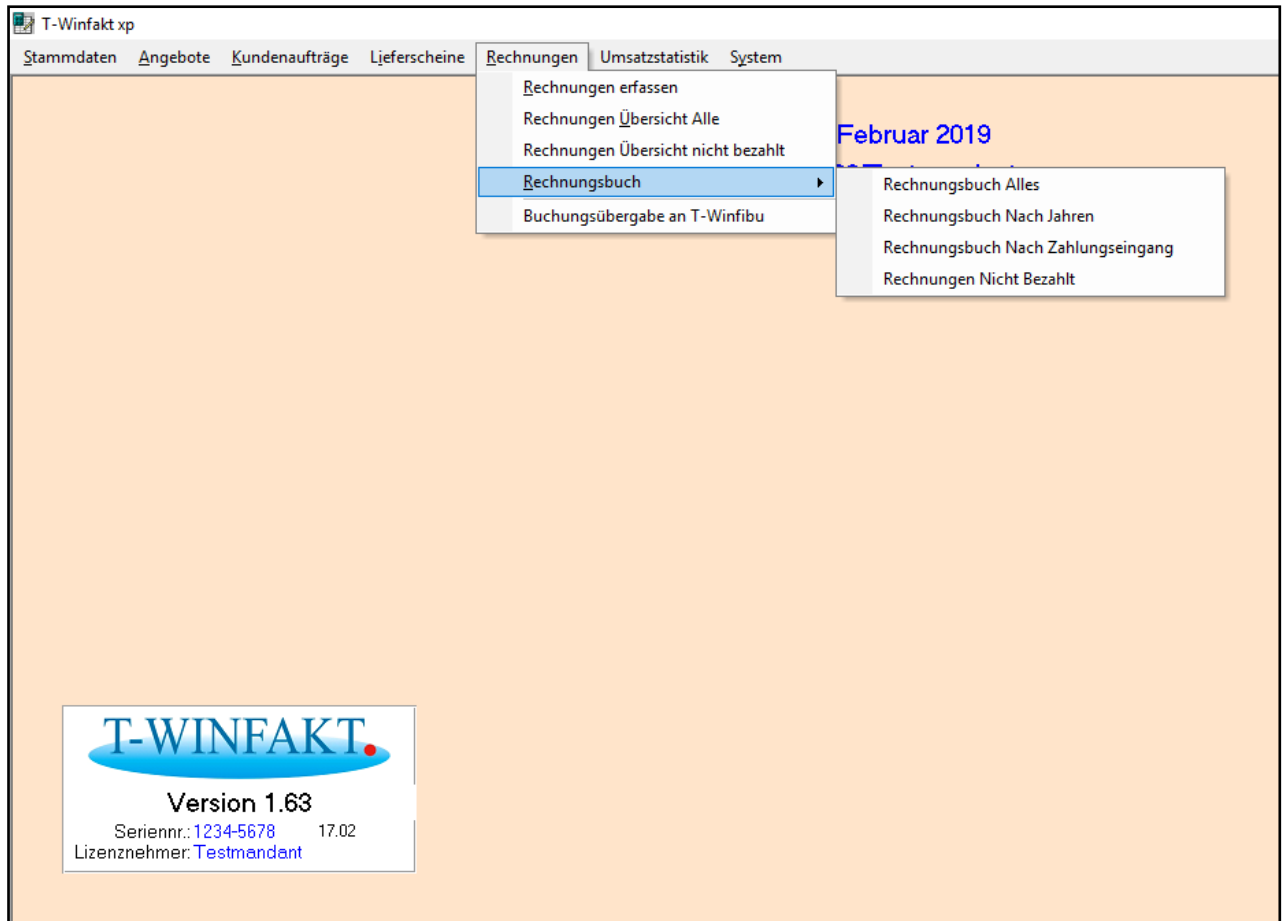 T-Winfakt xp
Stammdaten Angebote Kundenaufträge Lieferscheine Rechnungen Umsatzstatistik System
Rechnungen erfassen
Rechnungen Übersicht Alle
Februar 2019
Rechnungen Übersicht nicht bezahlt
Rechnungsbuch
Rechnungsbuch Alles
Buchungsübergabe an T-Winfibu
Rechnungsbuch Nach Jahren
Rechnungsbuch Nach Zahlungseingang
Rechnungen Nicht Bezahlt
T-WINFAKT.
Version 1.63
Seriennr.: 1234-5678 17.02
Lizenznehmer: Testmandant